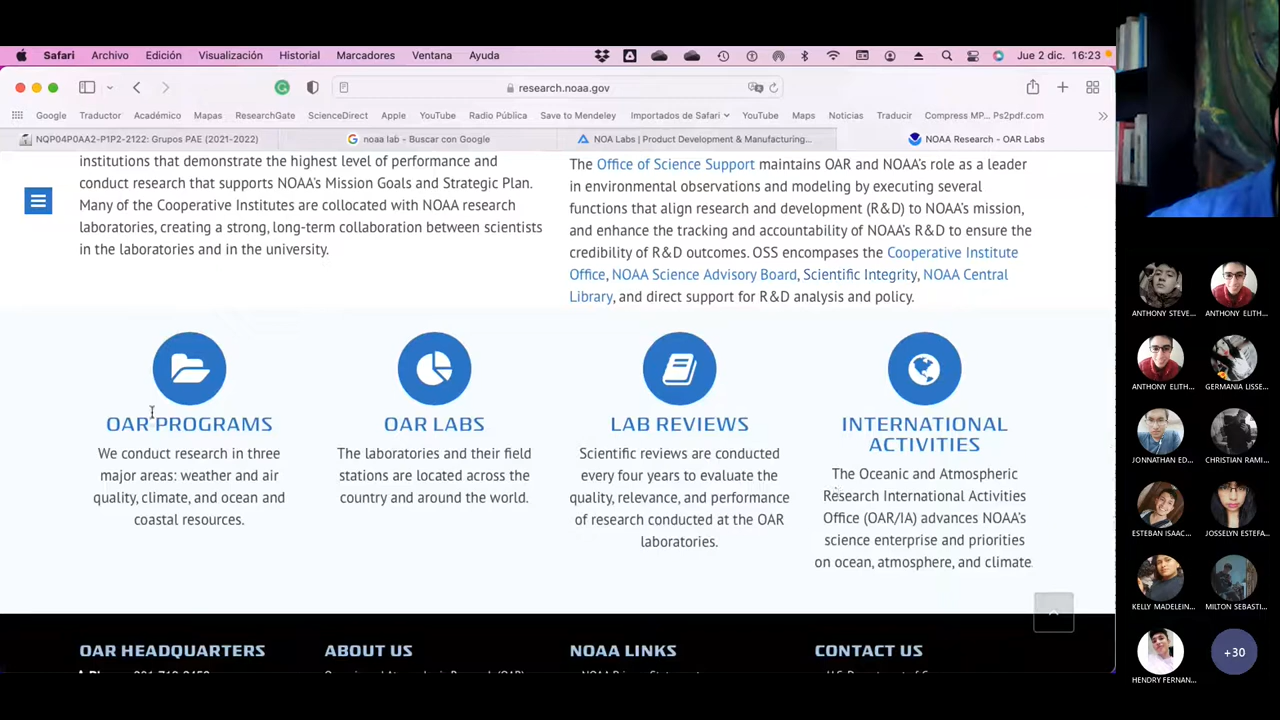 Safari Archivo Edición Visualización Historial Marcadores Ventana Ayuda Jue 2 dic. 16:23
research.noaa.gov
Google Traductor Académico Mapas ResearchGate ScienceDirect Apple YouTube Radio Pública Save to Mendeley Importados de Safari YouTube Maps Noticias Traducir Compress MP... Ps2pdf.com
NQP04P0AA2-P1P2-2122: Grupos PAE (2021-2022) noaa lab - Buscar con Google NOA Labs | Product Development & Manufacturing... NOAA Research - OAR Labs
institutions that demonstrate the highest level of performance and
conduct research that supports NOAA's Mission Goals and Strategic Plan.
Many of the Cooperative Institutes are collocated with NOAA research
laboratories, creating a strong, long-term collaboration between scientists
in the laboratories and in the university.
The Office of Science Support maintains OAR and NOAA's role as a leader
in environmental observations and modeling by executing several
functions that align research and development (R&D) to NOAA's mission,
and enhance the tracking and accountability of NOAA's R&D to ensure the
credibility of R&D outcomes. OSS encompasses the Cooperative Institute
Office, NOAA Science Advisory Board, Scientific Integrity, NOAA Central
Library, and direct support for R&D analysis and policy.
OAR PROGRAMS
We conduct research in three
major areas: weather and air
quality, climate, and ocean and
coastal resources.
OAR LABS
The laboratories and their field
stations are located across the
country and around the world.
LAB REVIEWS
Scientific reviews are conducted
every four years to evaluate the
quality, relevance, and performance
of research conducted at the OAR
laboratories.
INTERNATIONAL
ACTIVITIES
The Oceanic and Atmospheric
Research International Activities
Office (OAR/IA) advances NOAA's
science enterprise and priorities
on ocean, atmosphere, and climate
OAR HEADQUARTERS
ABOUT US
NOAA LINKS
CONTACT US
ANTHONY STEVE... ANTHONY ELITH...
ANTHONY ELITH... GERMANIA LISSE...
JONNATHAN ED... CHRISTIAN RAMI...
ESTEBAN ISAAC... JOSSELYN ESTEFA...
KELLY MADELEIN... MILTON SEBASTI...
HENDRY FERNAN... +30